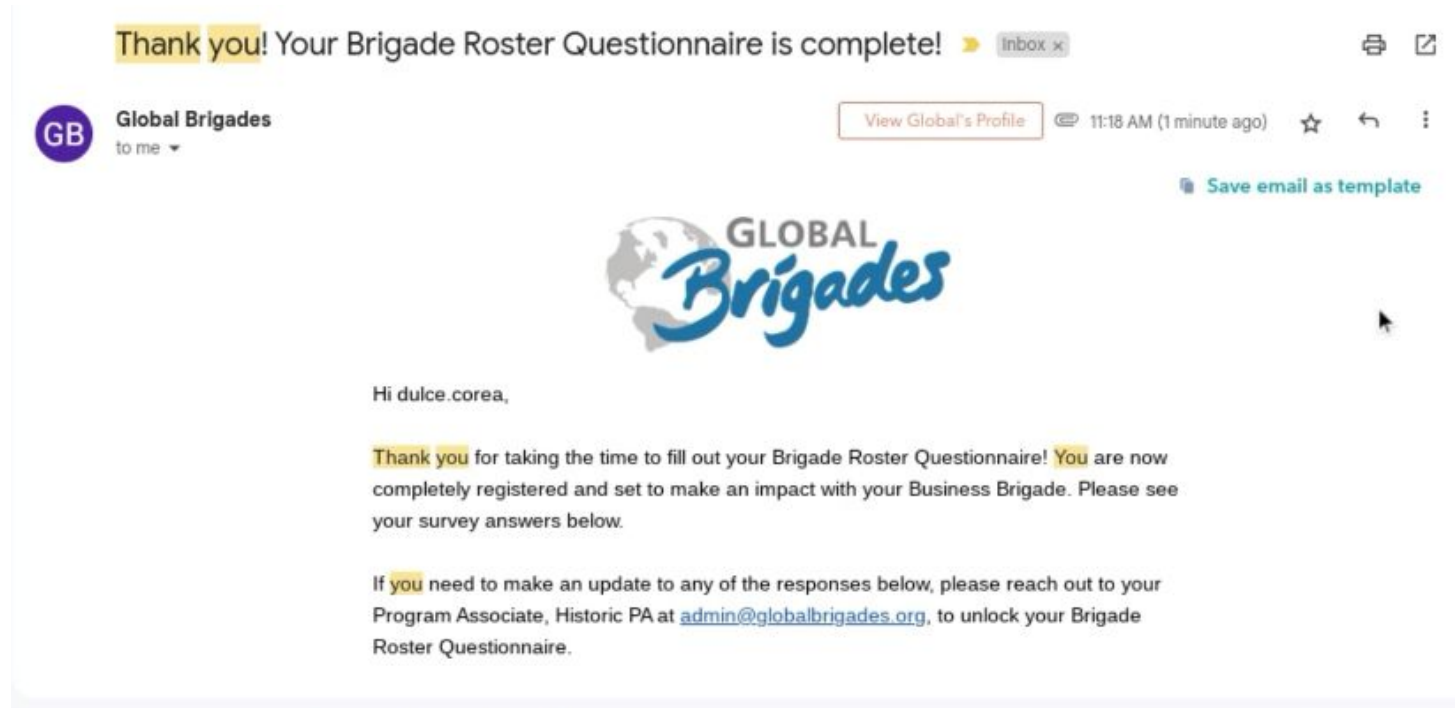 Thank you! Your Brigade Roster Questionnaire is complete! Inbox ×
GB
Global Brigades
View Global's Profile
11:18 AM (1 minute ago)
to me
Save email as template
GLOBAL
Brigades
Hi dulce.corea,
Thank you for taking the time to fill out your Brigade Roster Questionnaire! You are now
completely registered and set to make an impact with your Business Brigade. Please see
your survey answers below.
If you need to make an update to any of the responses below, please reach out to your
Program Associate, Historic PA at admin@globalbrigades.org, to unlock your Brigade
Roster Questionnaire.